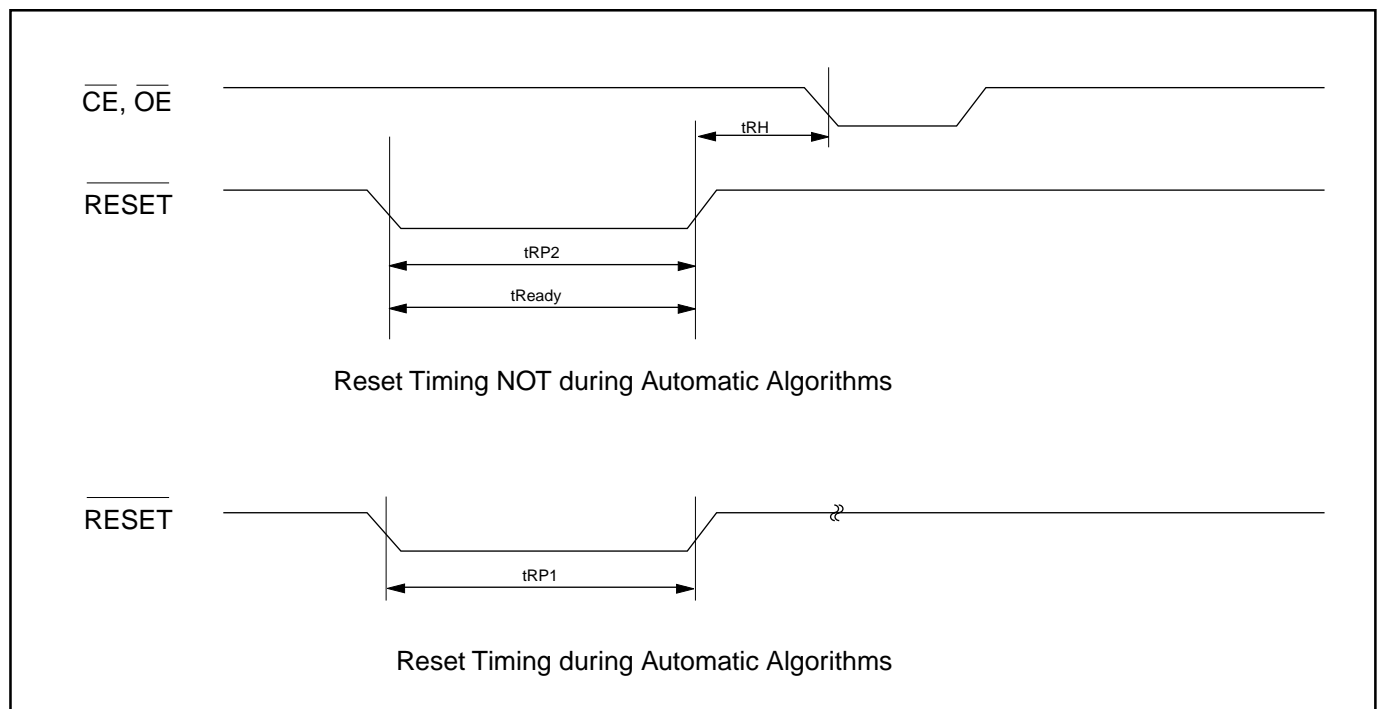 CE, OE
tRH
RESET
tRP2
tReady
Reset Timing NOT during Automatic Algorithms
RESET
tRP1
Reset Timing during Automatic Algorithms